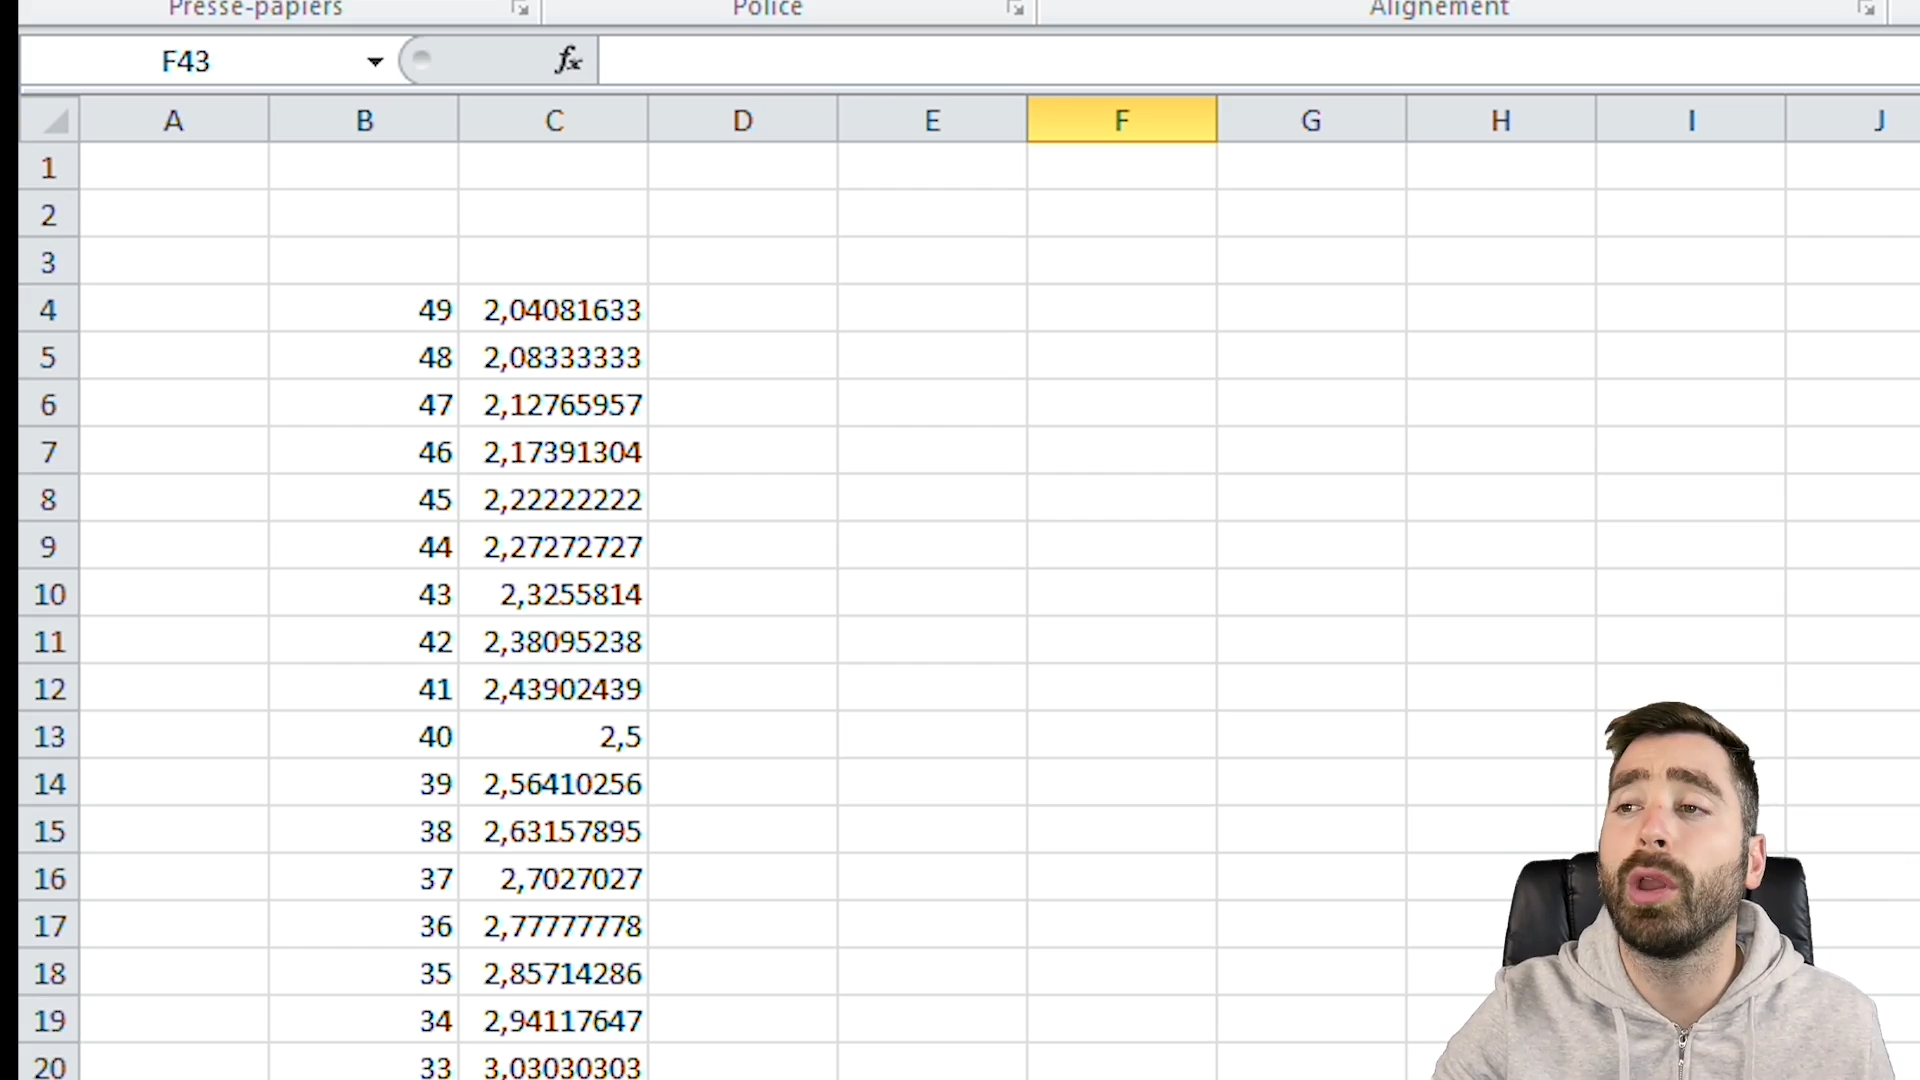 Presse-papiers Police Alignement
F43 fx
A B C D E F G H I J
1
2
3
4 49 2,04081633
5 48 2,08333333
6 47 2,12765957
7 46 2,17391304
8 45 2,22222222
9 44 2,27272727
10 43 2,3255814
11 42 2,38095238
12 41 2,43902439
13 40 2,5
14 39 2,56410256
15 38 2,63157895
16 37 2,7027027
17 36 2,77777778
18 35 2,85714286
19 34 2,94117647
20 33 3,03030303